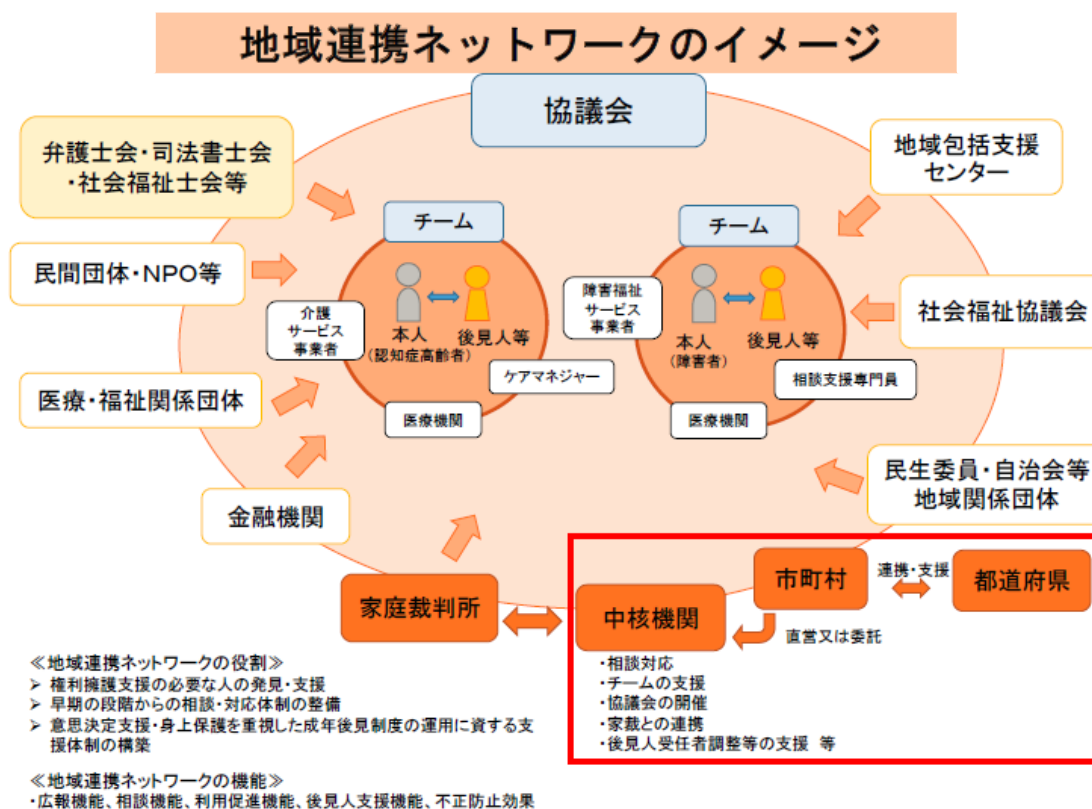 地域連携ネットワークのイメージ
協議会
弁護士会・司法書士会
・社会福祉士会等
地域包括支援
センター
チーム
チーム
民間団体・NPO等
介護
サービス
事業者
本人
(認知症高齢者)
後見人等
障害福祉
サービス
事業者
本人
(障害者)
後見人等
社会福祉協議会
ケアマネジャー
相談支援専門員
医療・福祉関係団体
医療機関
医療機関
民生委員・自治会等
地域関係団体
金融機関
家庭裁判所
中核機関
市町村
連携・支援
都道府県
直営又は委託
・相談対応
・チームの支援
・協議会の開催
・家裁との連携
・後見人受任者調整等の支援 等
≪地域連携ネットワークの役割≫
➢ 権利擁護支援の必要な人の発見・支援
➢ 早期の段階からの相談・対応体制の整備
➢ 意思決定支援・身上保護を重視した成年後見制度の運用に資する支
援体制の構築
≪地域連携ネットワークの機能≫
・広報機能、相談機能、利用促進機能、後見人支援機能、不正防止効果